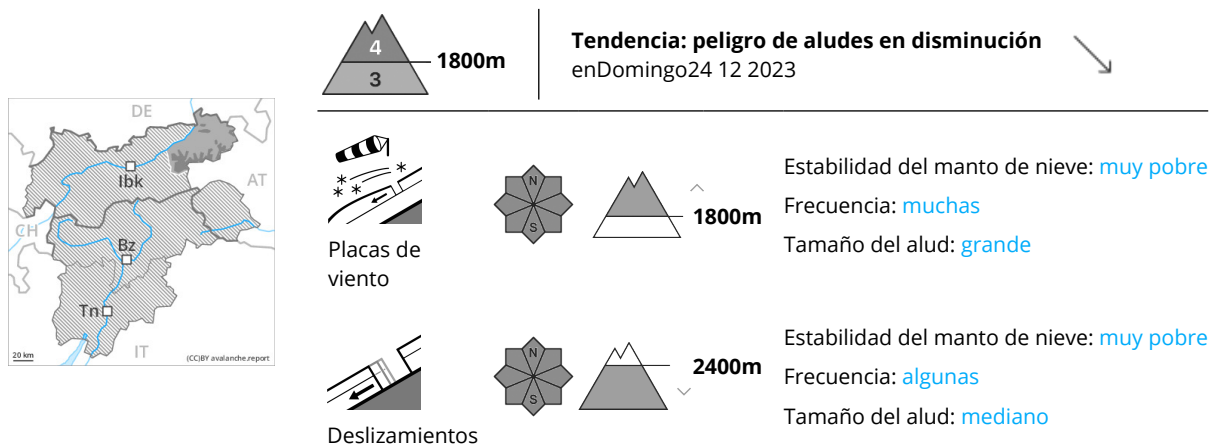 4
1800m
3
Tendencia: peligro de aludes en disminución
enDomingo24 12 2023
DE
Ibk
AT
CH
Bz
Tn
IT
20 km
(CC)BY avalanche.report
Placas de
viento
N
S
1800m
Estabilidad del manto de nieve: muy pobre
Frecuencia: muchas
Tamaño del alud: grande
Deslizamientos
N
S
2400m
Estabilidad del manto de nieve: muy pobre
Frecuencia: algunas
Tamaño del alud: mediano